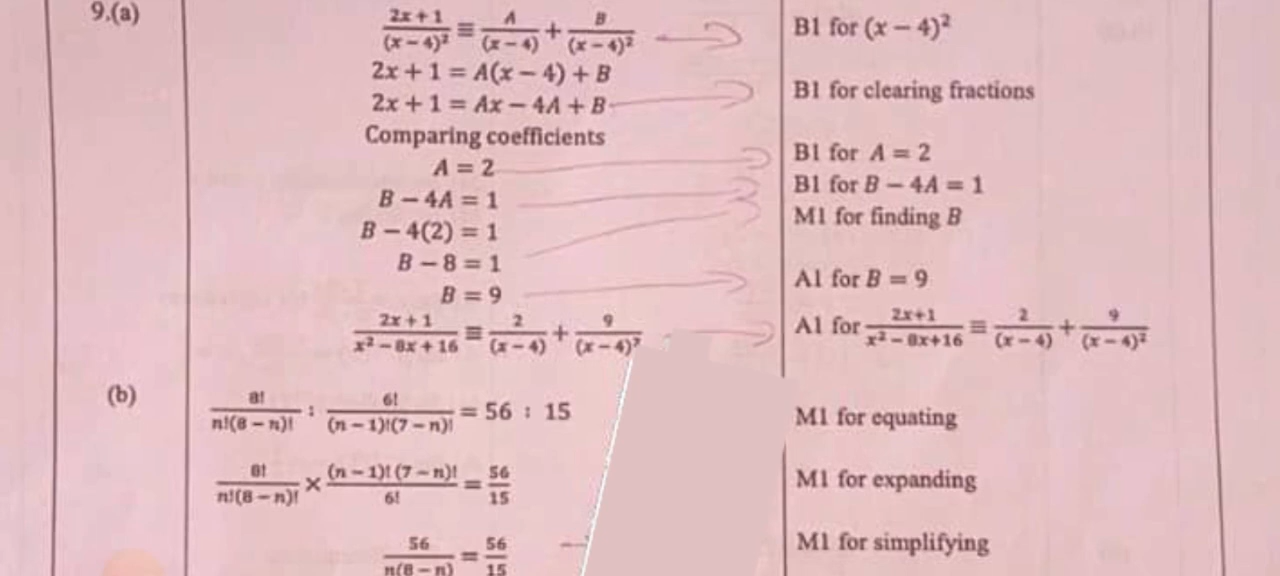 9.(a)
(2x + 1)/(x − 4)² ≡ A/(x − 4) + B/(x − 4)²
B1 for (x − 4)²
2x + 1 = A(x − 4) + B
2x + 1 = Ax − 4A + B
B1 for clearing fractions
Comparing coefficients
A = 2
B1 for A = 2
B − 4A = 1
B1 for B − 4A = 1
B − 4(2) = 1
M1 for finding B
B − 8 = 1
B = 9
A1 for B = 9
(2x + 1)/(x² − 8x + 16) ≡ 2/(x − 4) + 9/(x − 4)²
A1 for (2x+1)/(x² − 8x+16) ≡ 2/(x − 4) + 9/(x − 4)²
(b)
8!/(n!(8 − n)!) : 6!/((n − 1)!(7 − n)!) = 56 : 15
M1 for equating
8!/(n!(8 − n)!) × ((n − 1)! (7 − n)!)/6! = 56/15
M1 for expanding
56/(n(8 − n)) = 56/15
M1 for simplifying